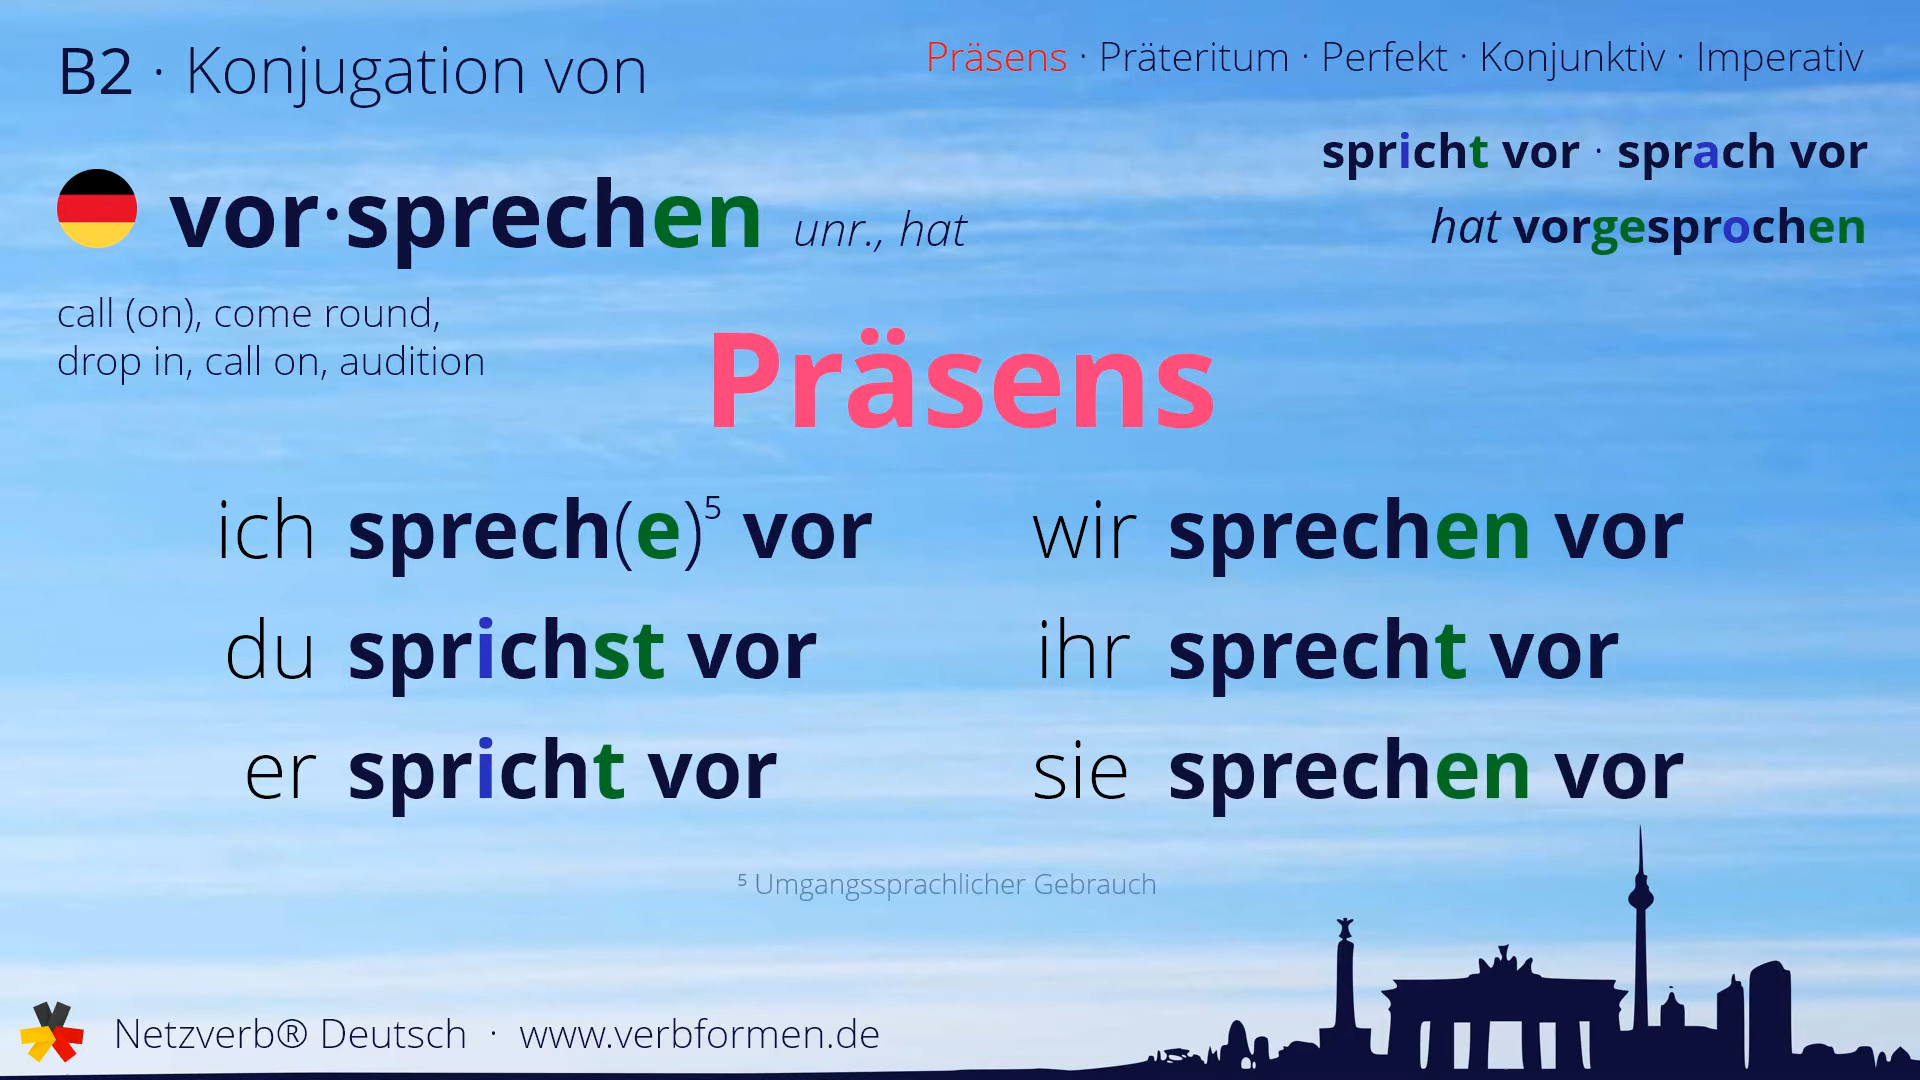 B2 · Konjugation von
Präsens · Präteritum · Perfekt · Konjunktiv · Imperativ
spricht vor · sprach vor
hat vorgesprochen
vor·sprechen unr., hat
call (on), come round,
drop in, call on, audition
Präsens
ich sprech(e)⁵ vor
du sprichst vor
er spricht vor
wir sprechen vor
ihr sprecht vor
sie sprechen vor
⁵ Umgangssprachlicher Gebrauch
Netzverb® Deutsch · www.verbformen.de